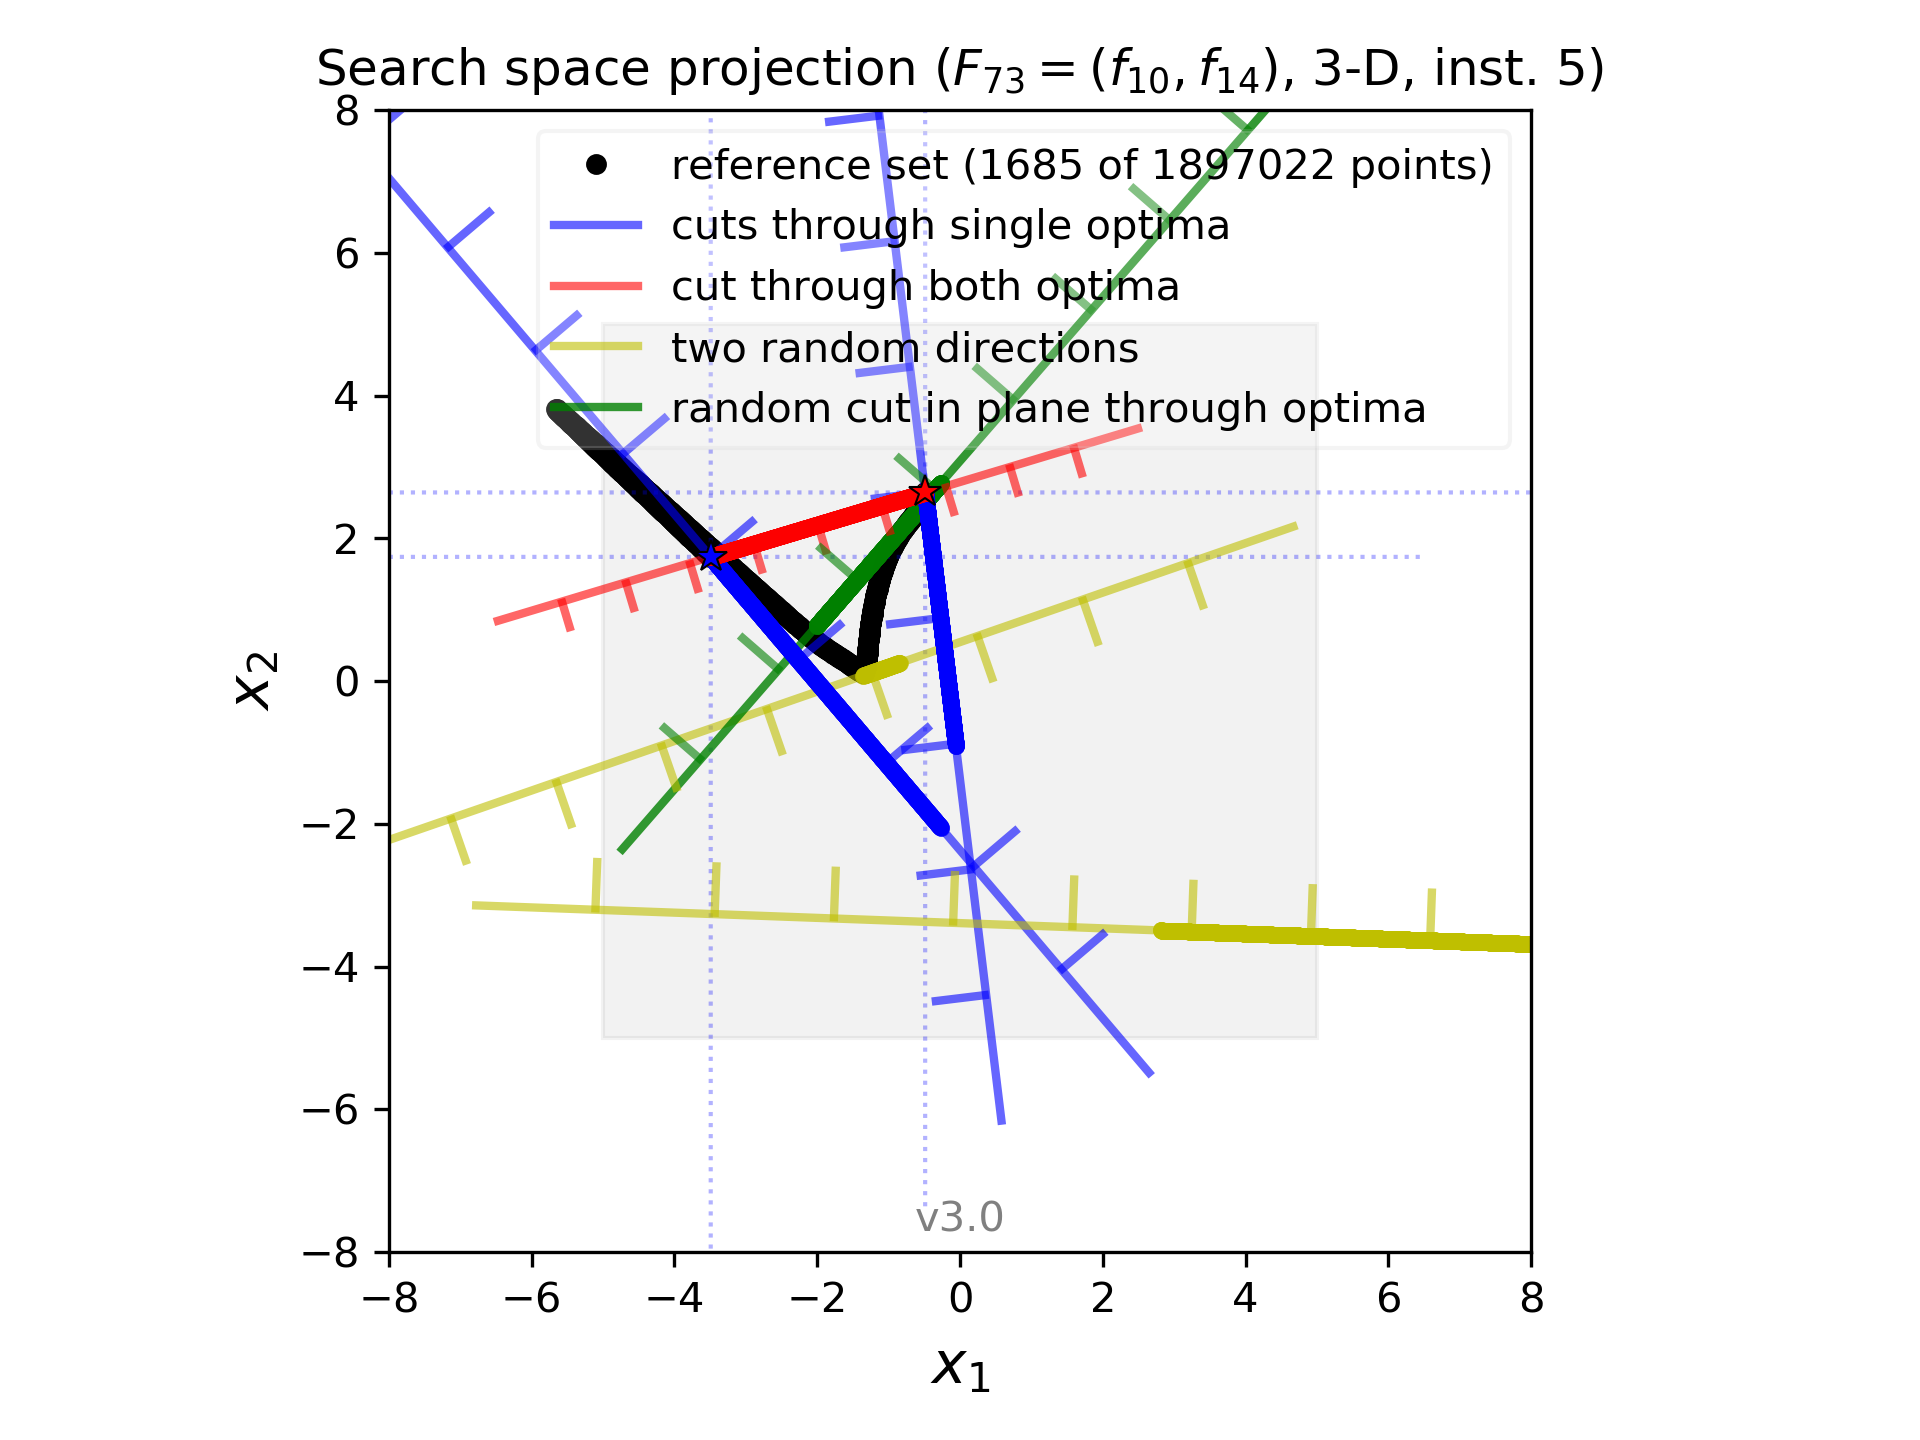 Search space projection (F73 = (f10, f14), 3-D, inst. 5)
reference set (1685 of 1897022 points)
cuts through single optima
cut through both optima
two random directions
random cut in plane through optima
8
6
4
2
0
−2
−4
−6
−8
x2
v3.0
−8 −6 −4 −2 0 2 4 6 8
x1